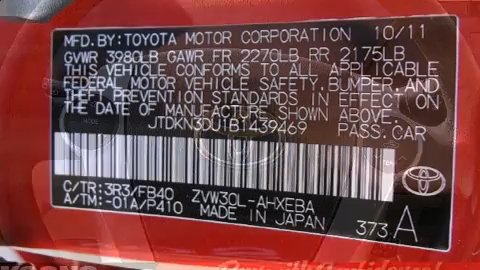 MFD. BY: TOYOTA MOTOR CORPORATION 10/11
GVWR 3980LB GAWR FR 2270LB RR 2175LB
THIS VEHICLE CONFORMS TO ALL APPLICABLE
FEDERAL MOTOR VEHICLE SAFETY, BUMPER, AND
THEFT PREVENTION STANDARDS IN EFFECT ON
THE DATE OF MANUFACTURE SHOWN ABOVE.
JTDKN3DU1B1439469 PASS. CAR
C/TR: 3R3/FB40 ZVW30L-AHXEBA
A/TM: -01A/P410 MADE IN JAPAN
TOYOTA
373 A